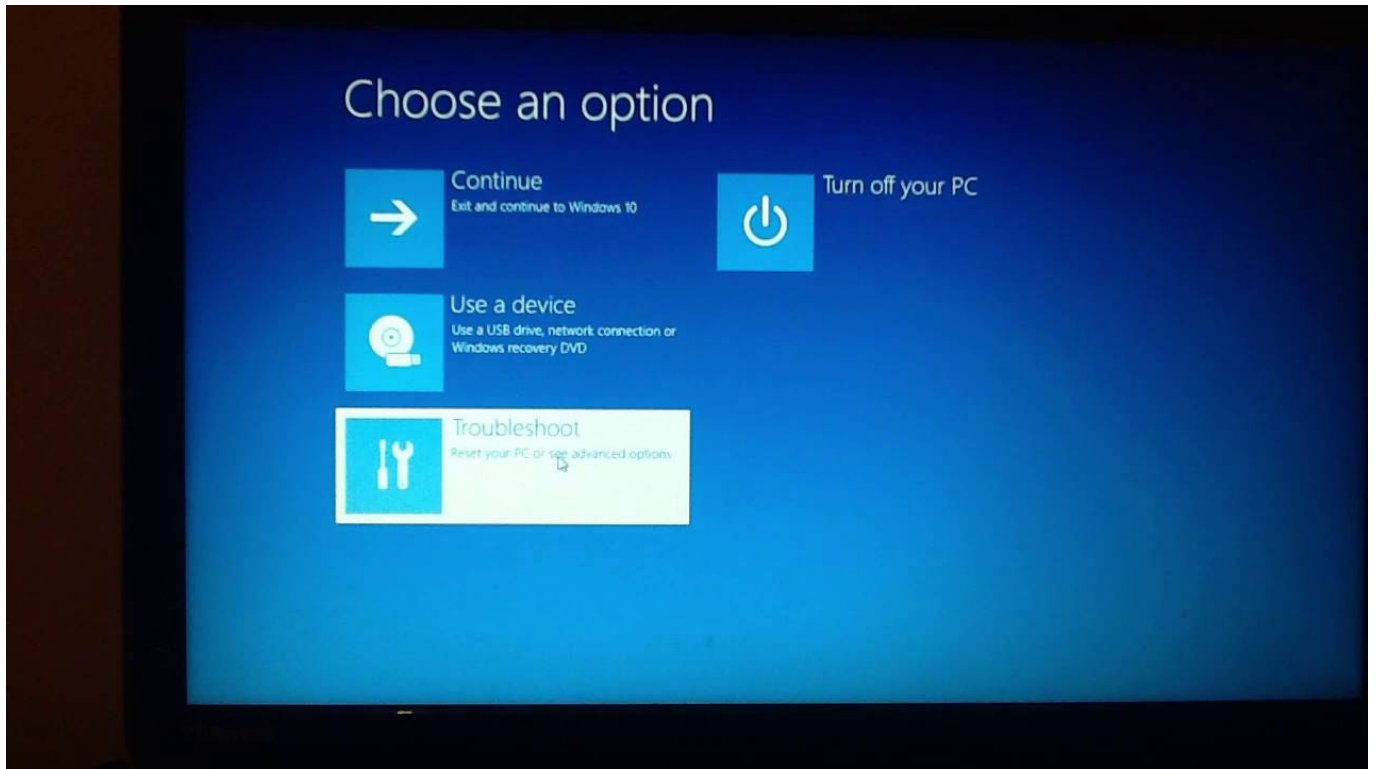 Choose an option
Continue
Exit and continue to Windows 10
Turn off your PC
Use a device
Use a USB drive, network connection or
Windows recovery DVD
Troubleshoot
Reset your PC or see advanced options